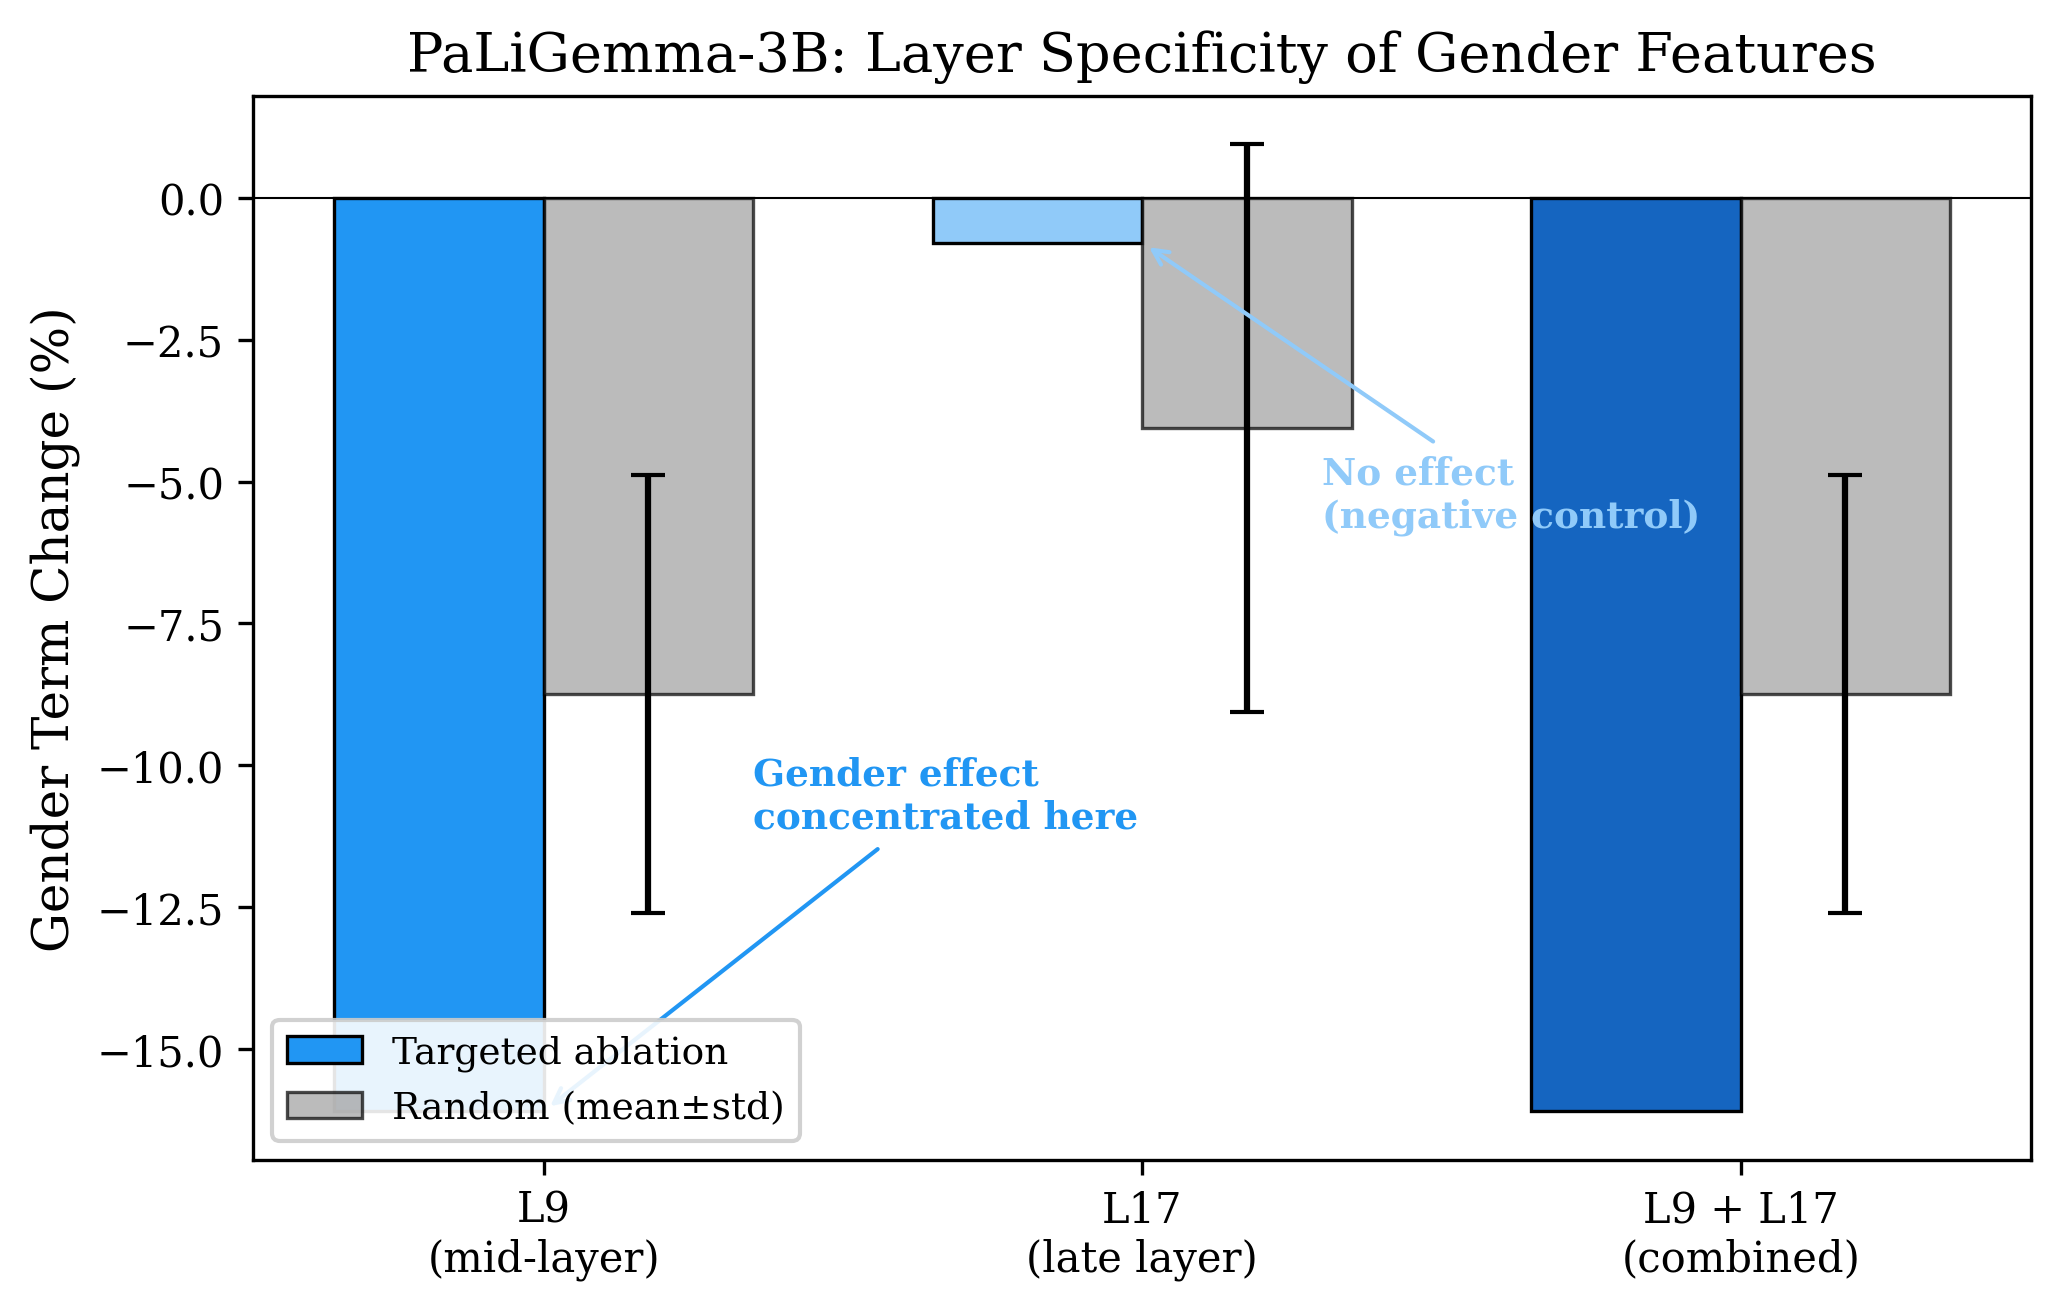 PaLiGemma-3B: Layer Specificity of Gender Features
Gender Term Change (%)
0.0
−2.5
−5.0
−7.5
−10.0
−12.5
−15.0
No effect
(negative control)
Gender effect
concentrated here
Targeted ablation
Random (mean±std)
L9
(mid-layer)
L17
(late layer)
L9 + L17
(combined)